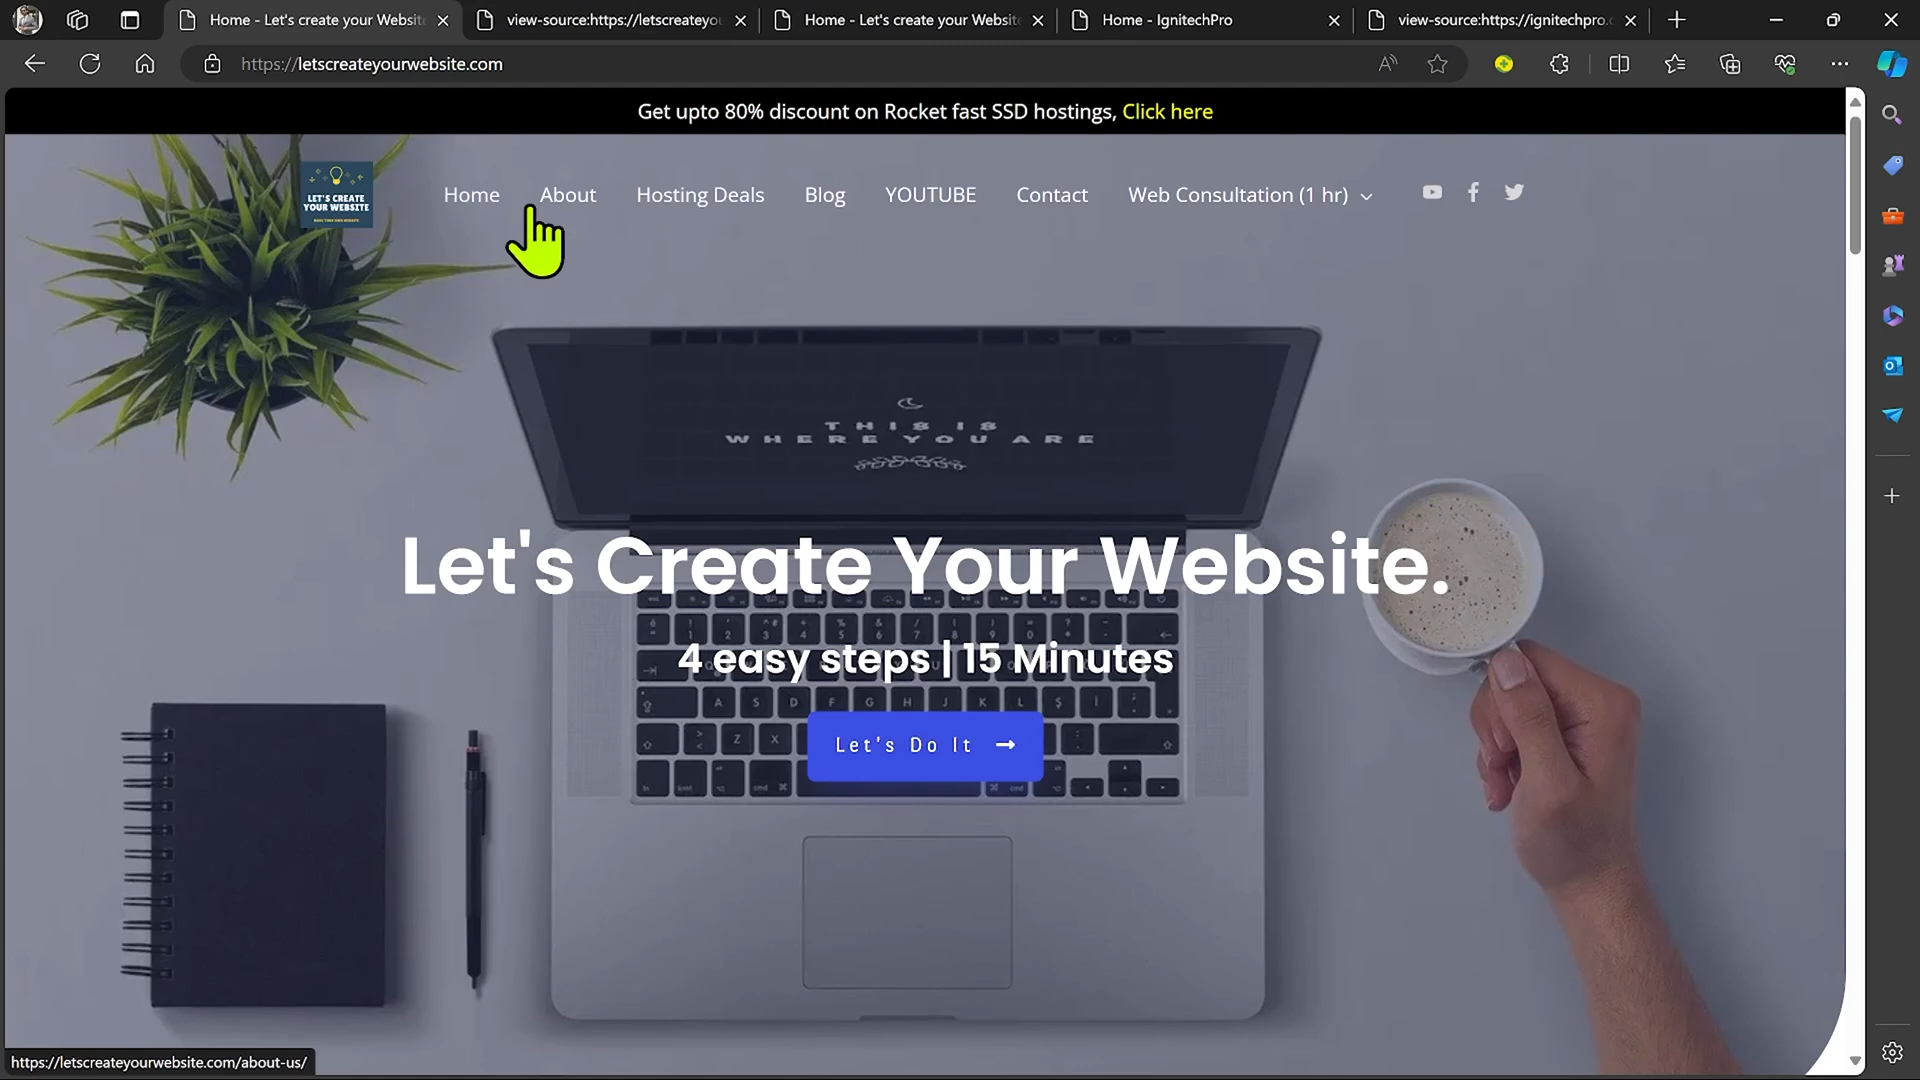 Home - Let's create your Website
view-source:https://letscreateyou
Home - Let's create your Website
Home - IgnitechPro
view-source:https://ignitechpro.c
https://letscreateyourwebsite.com
Get upto 80% discount on Rocket fast SSD hostings, Click here
LET'S CREATE
YOUR WEBSITE
Home
About
Hosting Deals
Blog
YOUTUBE
Contact
Web Consultation (1 hr)
THIS IS
WHERE YOU ARE
Let's Create Your Website.
4 easy steps | 15 Minutes
Let's Do It
https://letscreateyourwebsite.com/about-us/